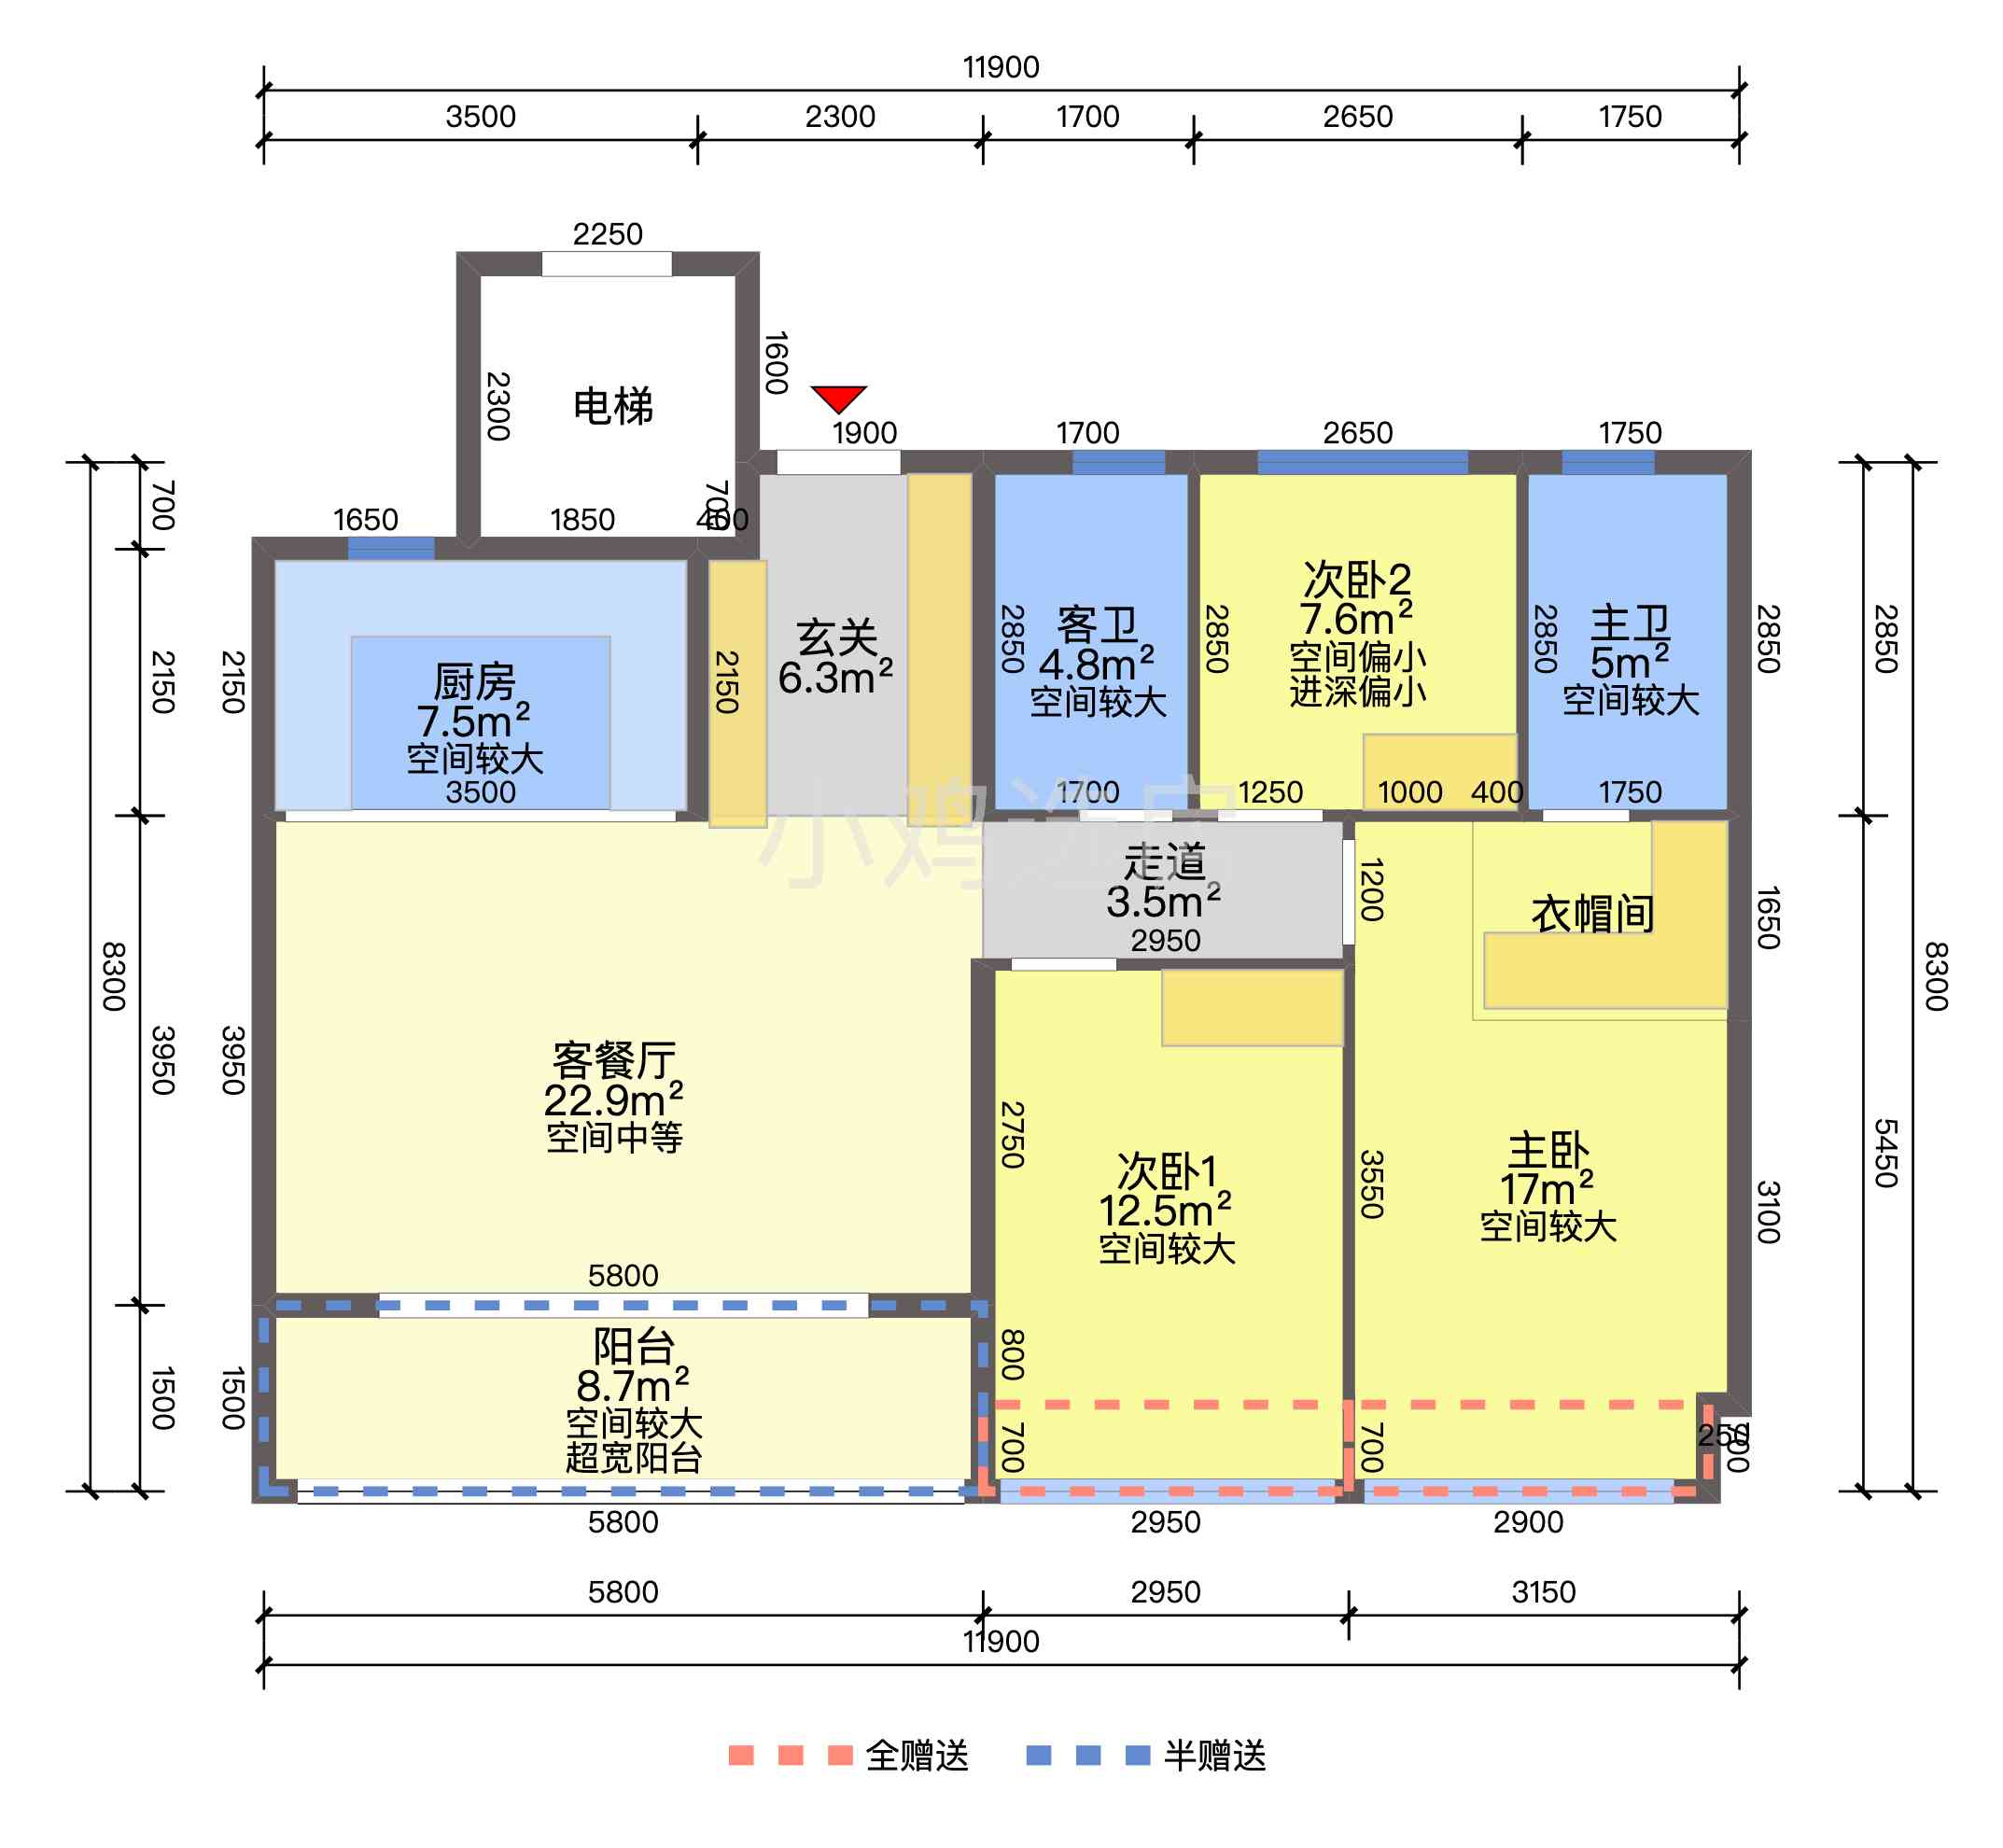 11900
3500
2300
1700
2650
1750
2250
1600
2300
电梯
1900
1700
2650
1750
700
1650
1850
700
400
2150
2150
厨房
7.5m²
空间较大
3500
2150
玄关
6.3m²
2850
客卫
4.8m²
空间较大
1700
2850
次卧2
7.6m²
空间偏小
进深偏小
1250
1000
400
2850
主卫
5m²
空间较大
1750
2850
2850
小鸡选房
走道
3.5m²
2950
1200
衣帽间
1650
8300
8300
3950
3950
客餐厅
22.9m²
空间中等
5800
2750
次卧1
12.5m²
空间较大
3550
主卧
17m²
空间较大
3100
5450
1500
1500
阳台
8.7m²
空间较大
超宽阳台
800
700
700
250
5800
2950
2900
5800
2950
3150
11900
全赠送
半赠送